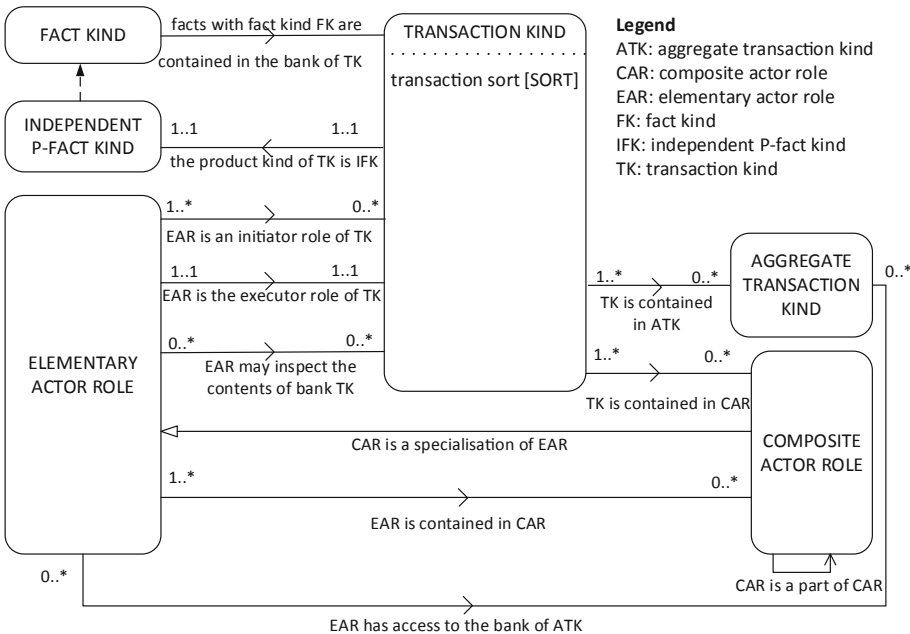 FACT KIND
facts with fact kind FK are
contained in the bank of TK
TRANSACTION KIND
transaction sort [SORT]
Legend
ATK: aggregate transaction kind
CAR: composite actor role
EAR: elementary actor role
FK: fact kind
IFK: independent P-fact kind
TK: transaction kind
INDEPENDENT
P-FACT KIND
1..1 1..1
the product kind of TK is IFK
1..* 0..*
EAR is an initiator role of TK
1..1 1..1
EAR is the executor role of TK
0..* 0..*
EAR may inspect the
contents of bank TK
ELEMENTARY
ACTOR ROLE
1..* 0..*
TK is contained
in ATK
AGGREGATE
TRANSACTION
KIND
0..*
1..* 0..*
TK is contained in CAR
CAR is a specialisation of EAR
COMPOSITE
ACTOR ROLE
1..* 0..*
EAR is contained in CAR
CAR is a part of CAR
0..*
EAR has access to the bank of ATK